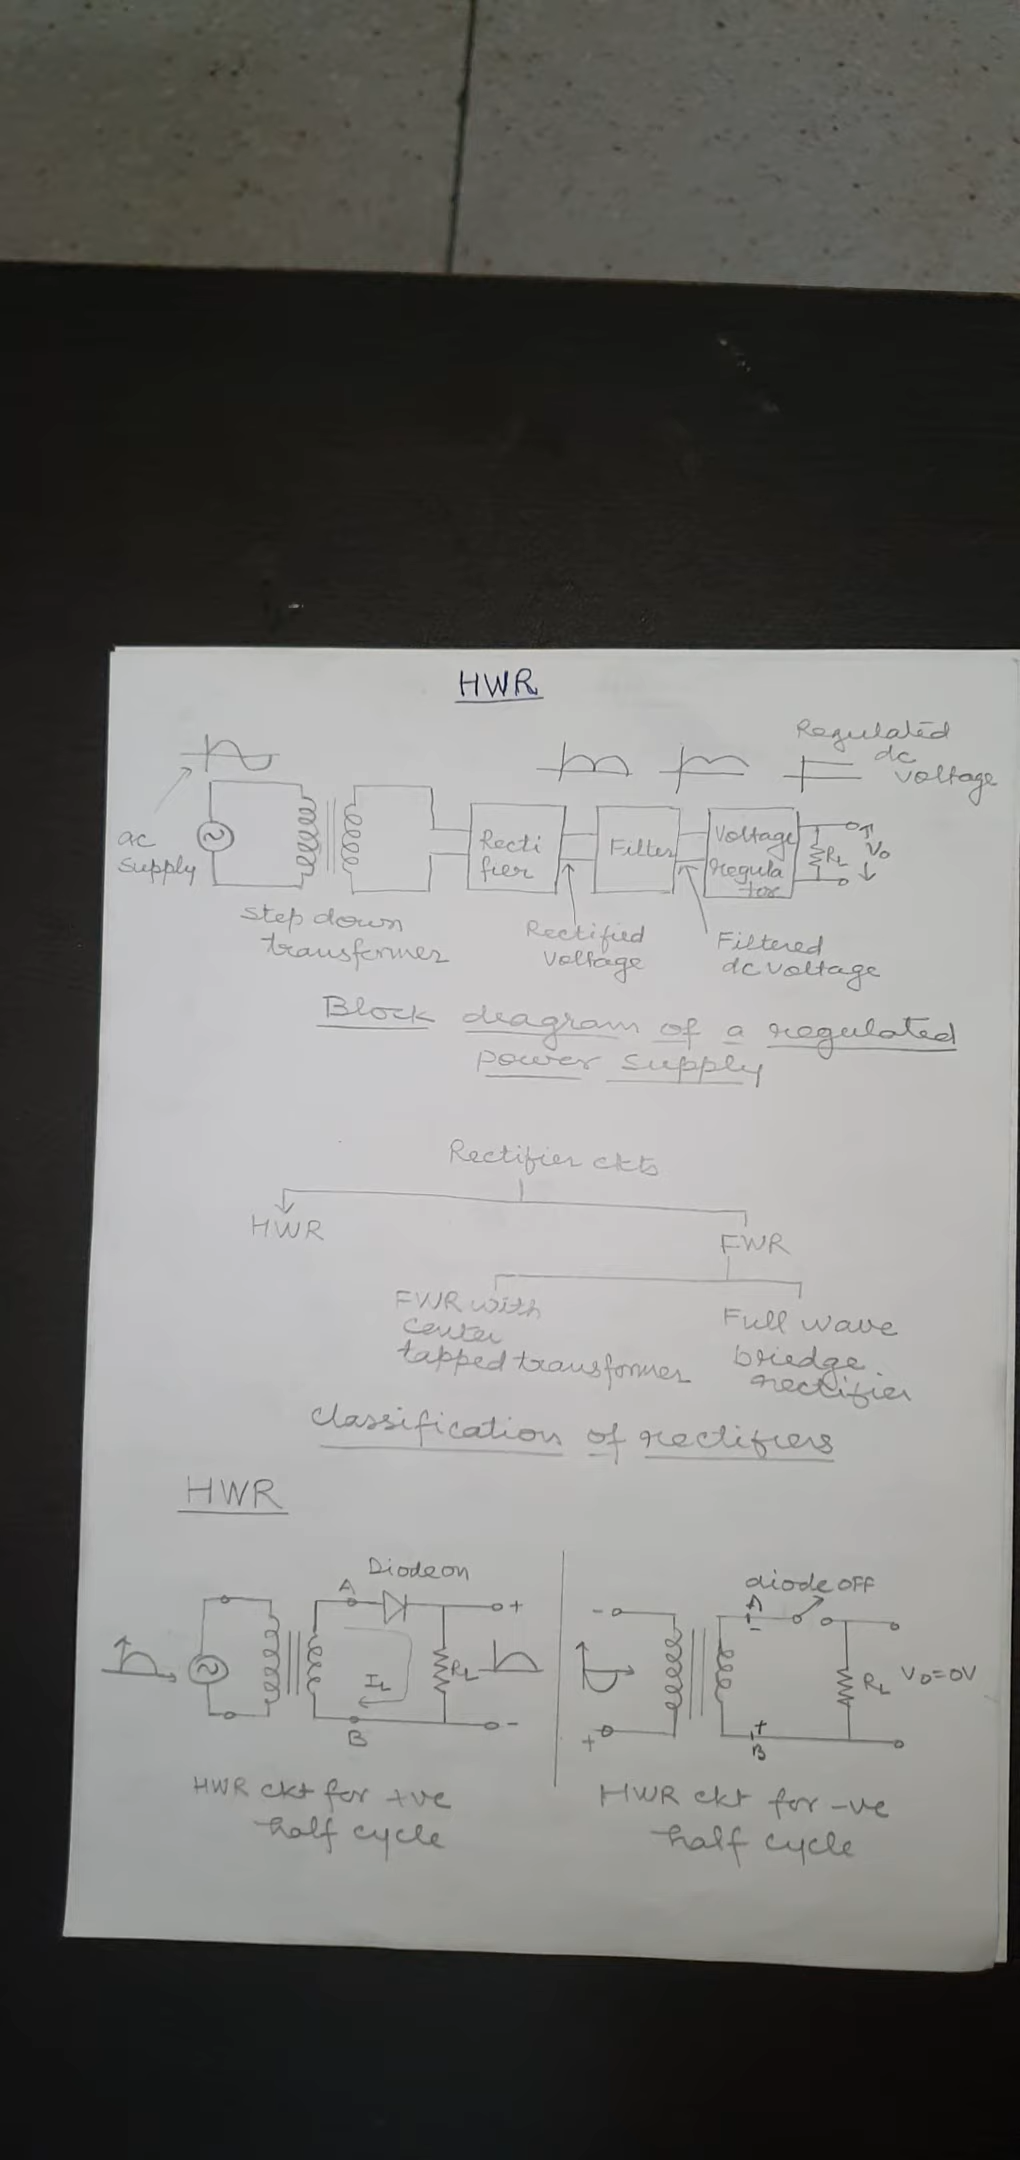 HWR
Regulated
dc
voltage
ac
supply
Recti
fier
Filter
Voltage
regula
tor
RL
Vo
Step down
transformer
Rectified
voltage
Filtered
dc voltage
Block deagram of a regulated
power supply
Rectifier ckts
HWR
FWR
FWR with
center
tapped transformer
Full wave
briedge
rectifier
classification of rectifiers
HWR
Diode on
A
+
IL
RL
B
-
HWR ckt for +ve
half cycle
diode OFF
-
A
-
RL
Vo=0V
+
+
B
HWR ckt for -ve
half cycle